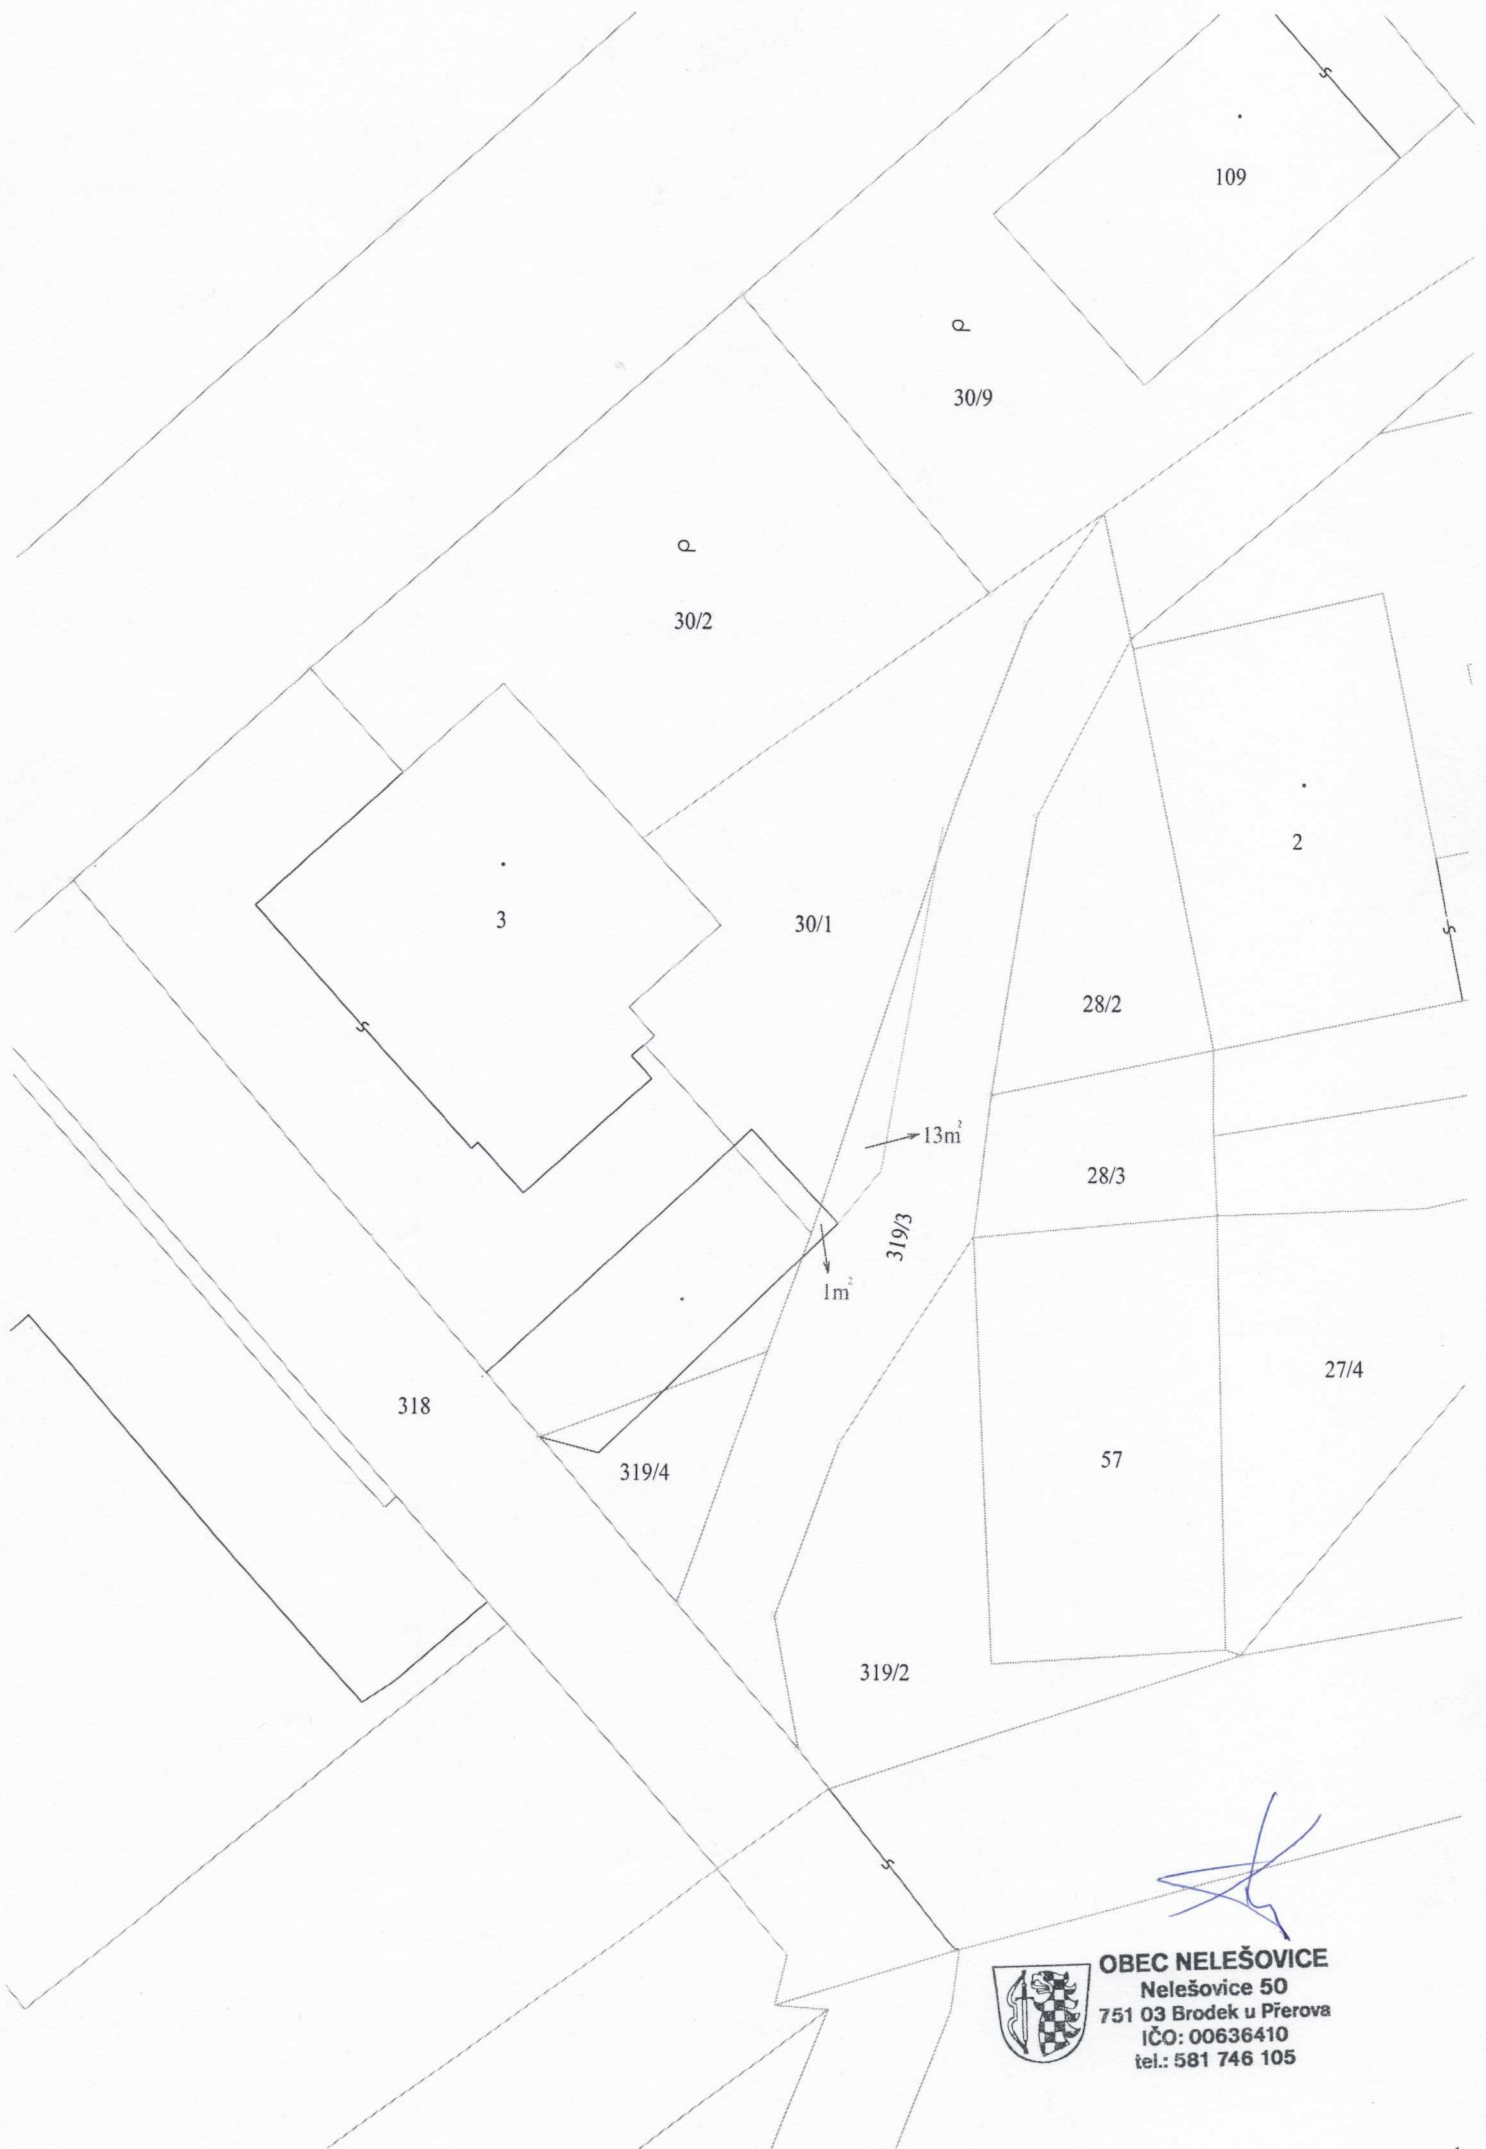 109
30/9
30/2
2
3
30/1
28/2
13m²
28/3
319/3
1m²
27/4
318
57
319/4
319/2
OBEC NELEŠOVICE
Nelešovice 50
751 03 Brodek u Přerova
IČO: 00636410
tel.: 581 746 105